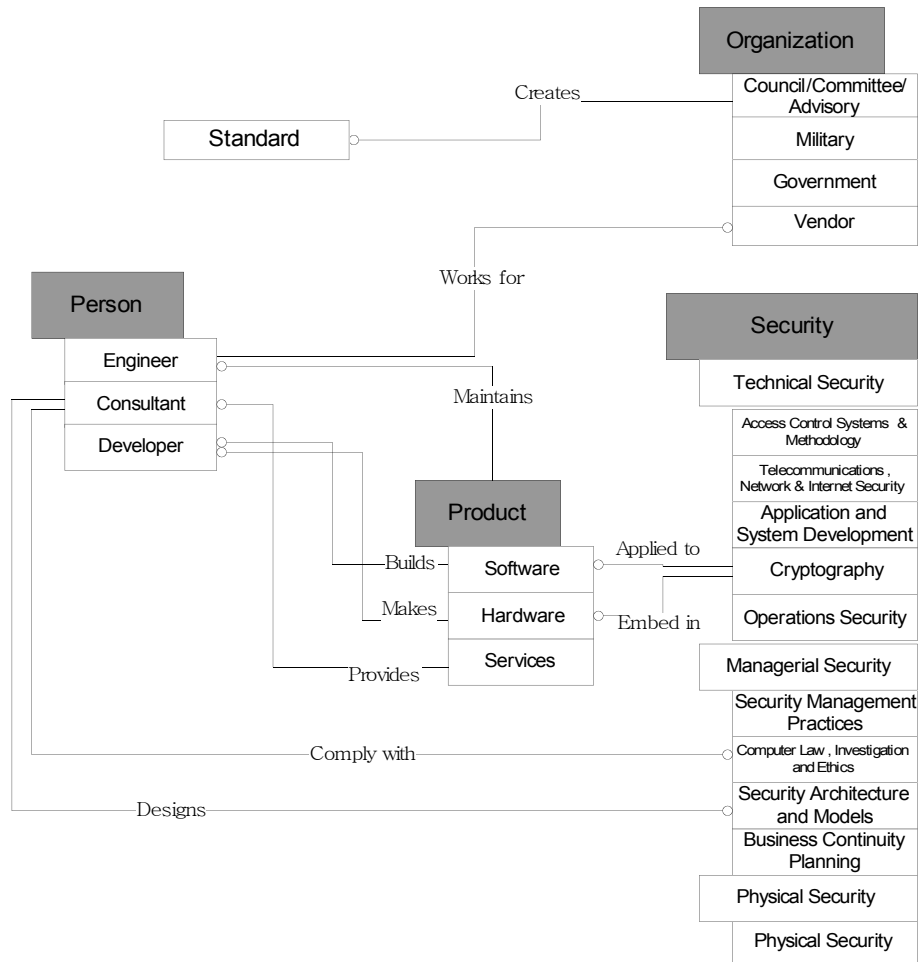 Organization
Council/Committee/
Advisory
Military
Government
Vendor
Creates
Standard
Works for
Person
Engineer
Consultant
Developer
Maintains
Product
Software
Hardware
Services
Builds
Makes
Provides
Applied to
Embed in
Comply with
Designs
Security
Technical Security
Access Control Systems &
Methodology
Telecommunications ,
Network & Internet Security
Application and
System Development
Cryptography
Operations Security
Managerial Security
Security Management
Practices
Computer Law , Investigation
and Ethics
Security Architecture
and Models
Business Continuity
Planning
Physical Security
Physical Security